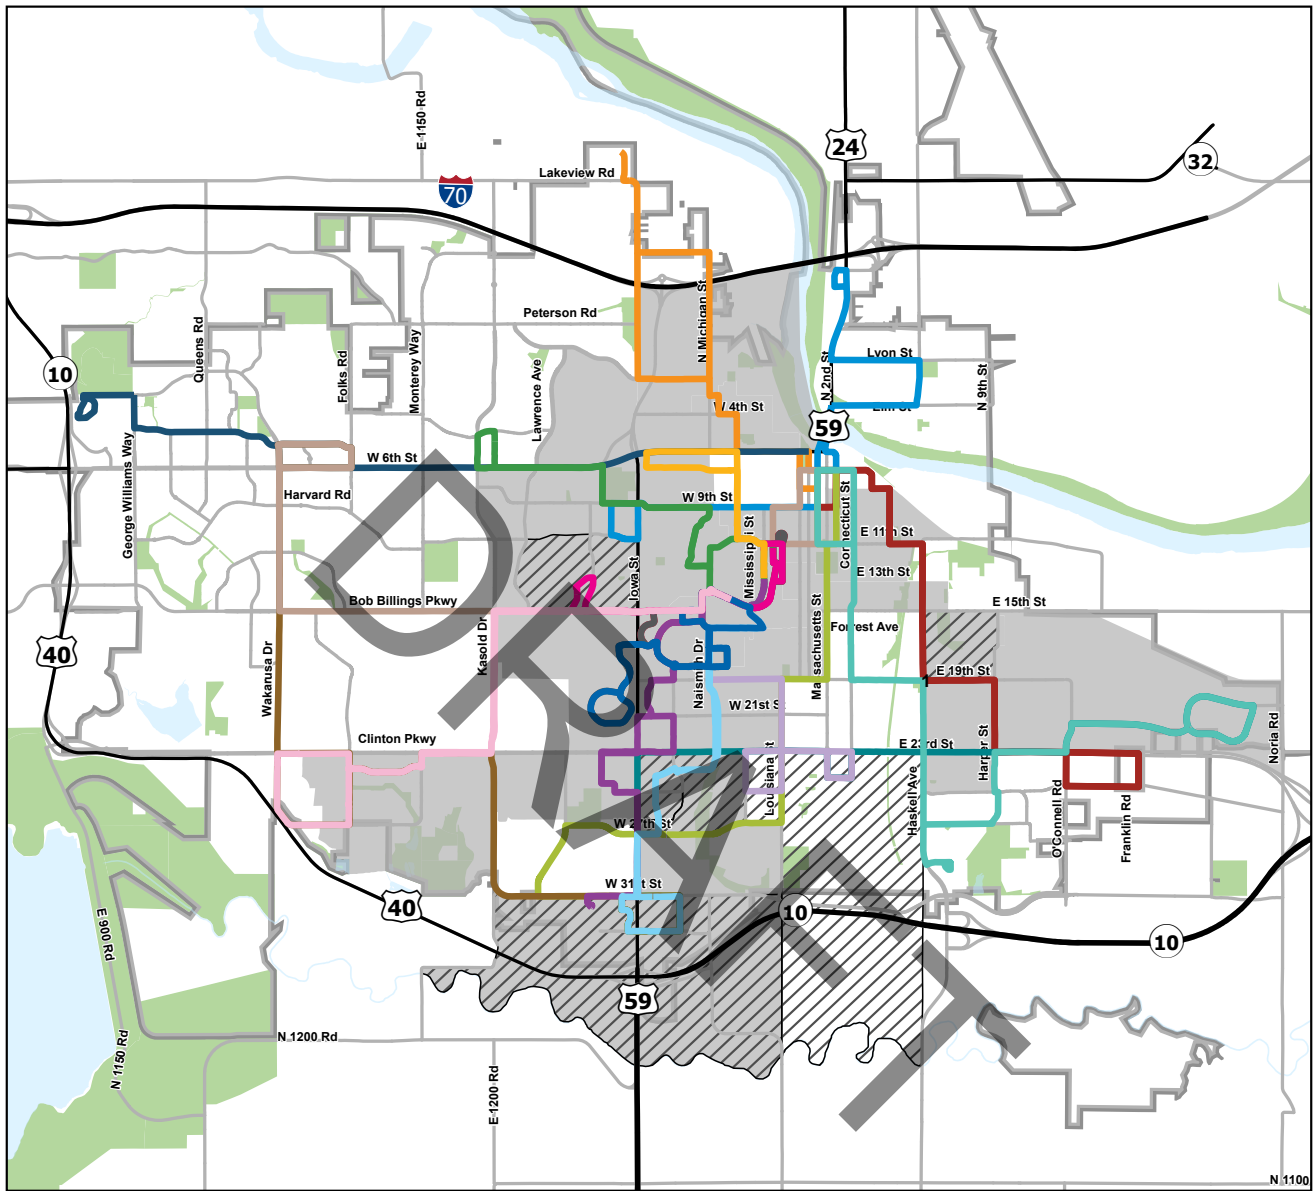 E 1150 Rd
24
32
Lakeview Rd
70
Peterson Rd
N Michigan St
Queens Rd
Folks Rd
Monterey Way
Lawrence Ave
N 2nd St
Lyon St
N 9th St
10
W 4th St
Elm St
59
George Williams Way
W 6th St
Harvard Rd
W 9th St
Connecticut St
E 11th St
Mississippi St
Iowa St
E 13th St
Bob Billings Pkwy
E 15th St
Massachusetts St
Forrest Ave
40
Wakarusa Dr
Kasold Dr
Naismith Dr
E 19th St
W 21st St
Clinton Pkwy
E 23rd St
Harper St
Noria Rd
Louisiana St
Haskell Ave
O'Connell Rd
Franklin Rd
W 27th St
W 31st St
40
10
10
E 900 Rd
59
N 1200 Rd
N 1150 Rd
E 1200 Rd
N 1100
DRAFT